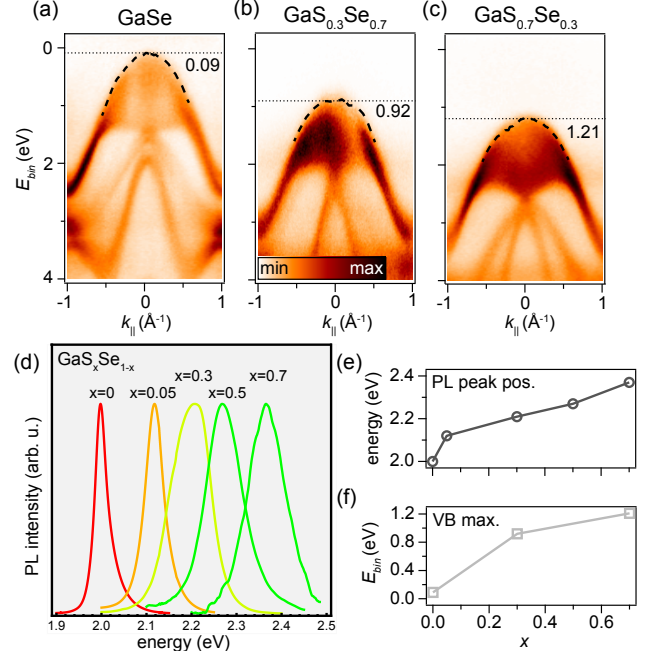 (a) GaSe
(b) GaS0.3Se0.7
(c) GaS0.7Se0.3
0
2
4
Ebin (eV)
0.09
0.92
1.21
min max
-1 0 1
-1 0 1
-1 0 1
k|| (Å-1)
k|| (Å-1)
k|| (Å-1)
(d)
GaSxSe1-x
x=0 x=0.05 x=0.3 x=0.5 x=0.7
PL intensity (arb. u.)
1.9 2.0 2.1 2.2 2.3 2.4 2.5
energy (eV)
(e)
PL peak pos.
2.4
2.2
2.0
energy (eV)
(f)
VB max.
1.2
0.8
0.4
0.0
Ebin (eV)
0.0 0.2 0.4 0.6
x